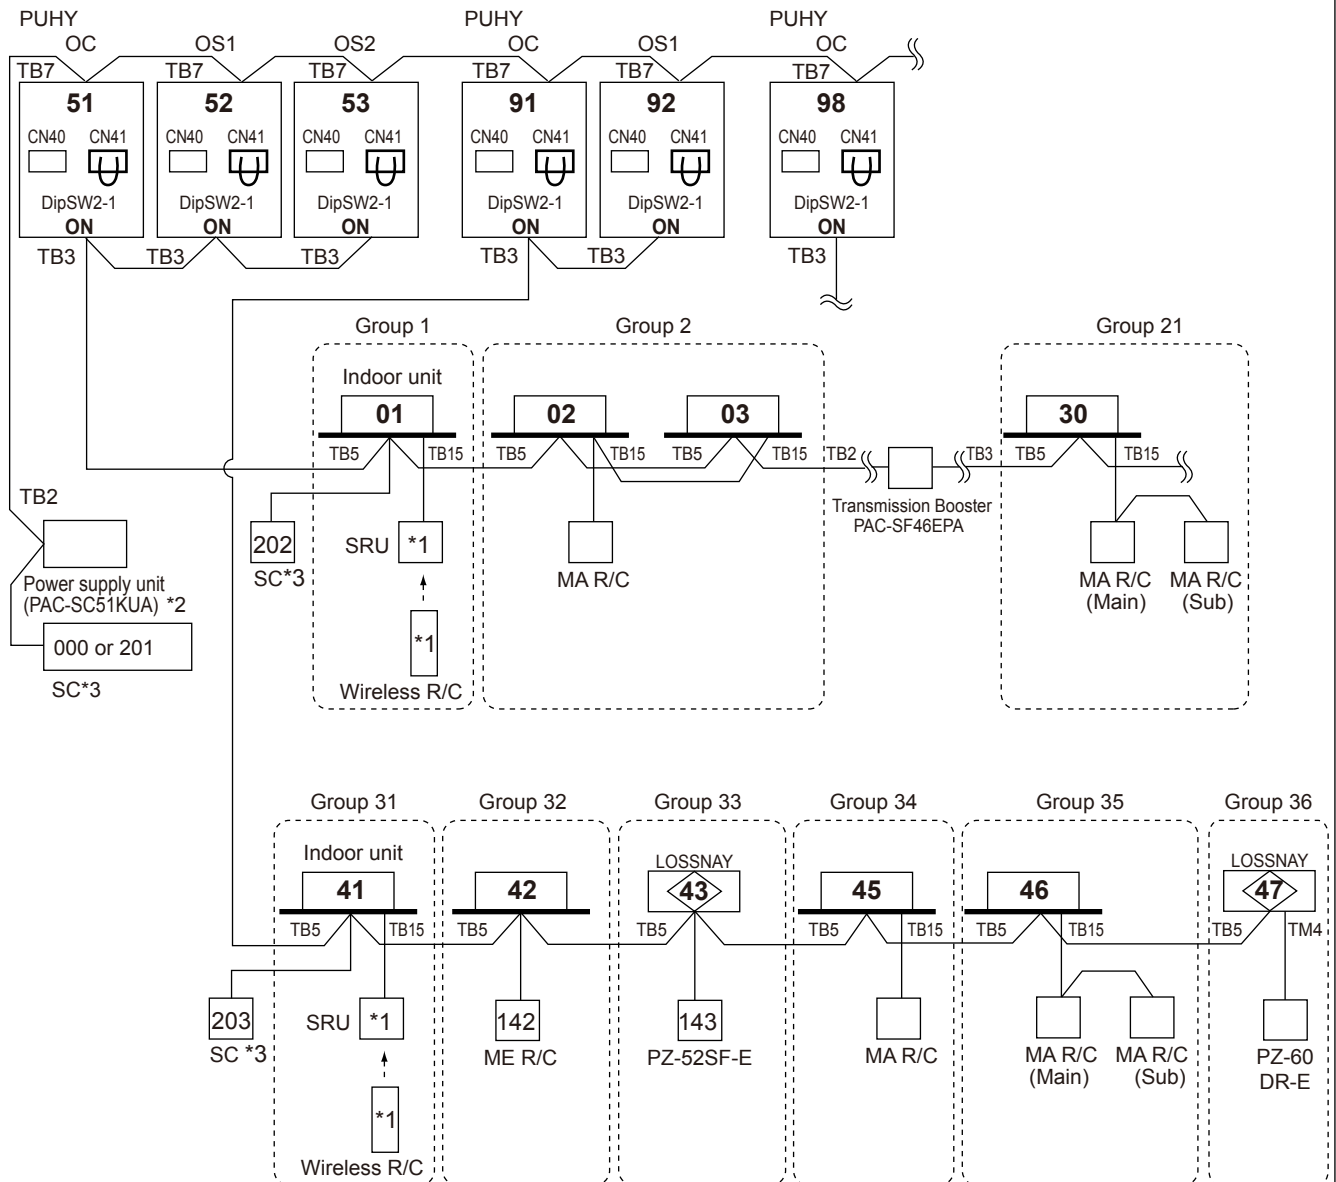 PUHY PUHY PUHY
OC OS1 OS2 OC OS1 OC
TB7 TB7 TB7 TB7 TB7 TB7
51 52 53 91 92 98
CN40 CN41 CN40 CN41 CN40 CN41 CN40 CN41 CN40 CN41 CN40 CN41
DipSW2-1 DipSW2-1 DipSW2-1 DipSW2-1 DipSW2-1 DipSW2-1
ON ON ON ON ON ON
TB3 TB3 TB3 TB3 TB3 TB3
Group 1 Group 2 Group 21
Indoor unit
01 02 03 30
TB5 TB15 TB5 TB15 TB5 TB15 TB2 TB3 TB5 TB15
TB2
Transmission Booster
PAC-SF46EPA
202 SRU *1
SC*3 MA R/C MA R/C MA R/C
(Main) (Sub)
Power supply unit
(PAC-SC51KUA) *2
*1
000 or 201
SC*3
Wireless R/C
Group 31 Group 32 Group 33 Group 34 Group 35 Group 36
Indoor unit LOSSNAY LOSSNAY
41 42 43 45 46 47
TB5 TB15 TB5 TB5 TB5 TB15 TB5 TB15 TB5 TM4
203 SRU *1 142 143
SC *3 ME R/C PZ-52SF-E MA R/C MA R/C MA R/C PZ-60
(Main) (Sub) DR-E
*1
Wireless R/C